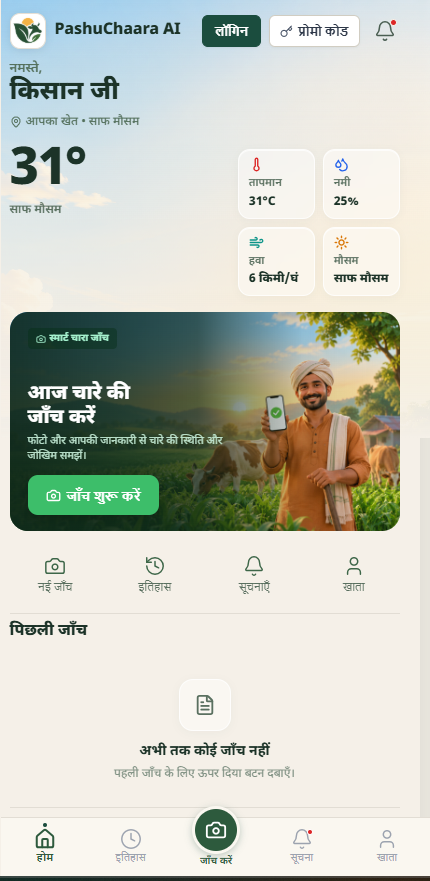 PashuChaara AI
लॉगिन
प्रोमो कोड
नमस्ते,
किसान जी
आपका खेत • साफ मौसम
31°
साफ मौसम
तापमान
31°C
नमी
25%
हवा
6 किमी/घं
मौसम
साफ मौसम
स्मार्ट चारा जाँच
आज चारे की
जाँच करें
फोटो और आपकी जानकारी से चारे की स्थिति और
जोखिम समझें।
जाँच शुरू करें
नई जाँच
इतिहास
सूचनाएँ
खाता
पिछली जाँच
अभी तक कोई जाँच नहीं
पहली जाँच के लिए ऊपर दिया बटन दबाएँ।
होम
इतिहास
जाँच करें
सूचना
खाता